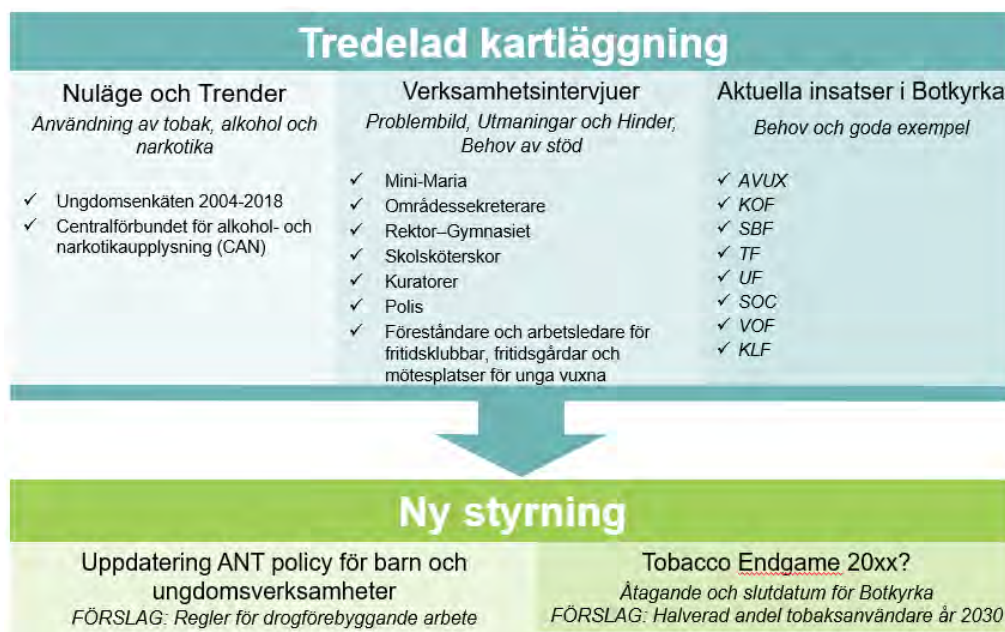 Tredelad kartläggning
Nuläge och Trender
Användning av tobak, alkohol och
narkotika
✓ Ungdomsenkäten 2004-2018
✓ Centralförbundet för alkohol- och
narkotikaupplysning (CAN)
Verksamhetsintervjuer
Problembild, Utmaningar och Hinder,
Behov av stöd
✓ Mini-Maria
✓ Områdessekreterare
✓ Rektor–Gymnasiet
✓ Skolsköterskor
✓ Kuratorer
✓ Polis
✓ Föreståndare och arbetsledare för
fritidsklubbar, fritidsgårdar och
mötesplatser för unga vuxna
Aktuella insatser i Botkyrka
Behov och goda exempel
✓ AVUX
✓ KOF
✓ SBF
✓ TF
✓ UF
✓ SOC
✓ VOF
✓ KLF
Ny styrning
Uppdatering ANT policy för barn och
ungdomsverksamheter
FÖRSLAG: Regler för drogförebyggande arbete
Tobacco Endgame 20xx?
Åtagande och slutdatum för Botkyrka
FÖRSLAG: Halverad andel tobaksanvändare år 2030